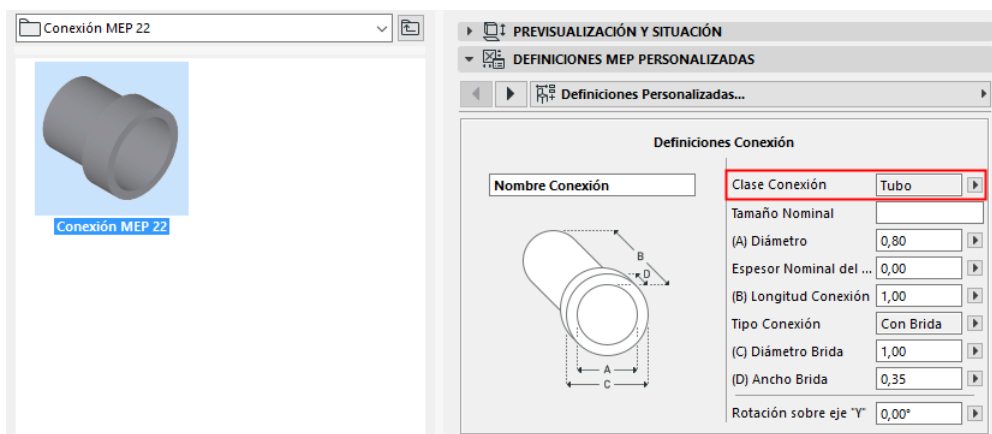 Conexión MEP 22
Conexión MEP 22
PREVISUALIZACIÓN Y SITUACIÓN
DEFINICIONES MEP PERSONALIZADAS
Definiciones Personalizadas...
Definiciones Conexión
Nombre Conexión
B
D
A
C
Clase Conexión Tubo
Tamaño Nominal
(A) Diámetro 0,80
Espesor Nominal del ... 0,00
(B) Longitud Conexión 1,00
Tipo Conexión Con Brida
(C) Diámetro Brida 1,00
(D) Ancho Brida 0,35
Rotación sobre eje "Y" 0,00°